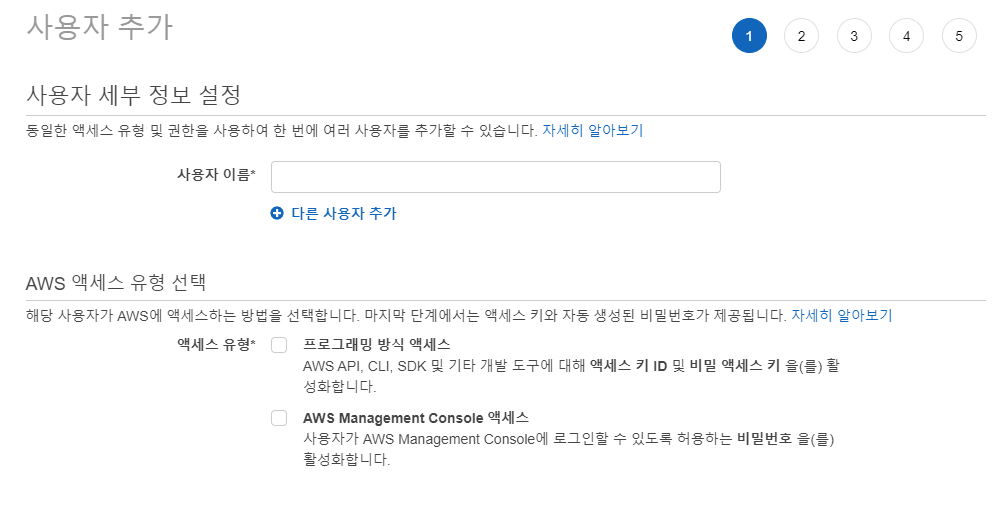 사용자 추가
1 2 3 4 5
사용자 세부 정보 설정
동일한 액세스 유형 및 권한을 사용하여 한 번에 여러 사용자를 추가할 수 있습니다. 자세히 알아보기
사용자 이름*
다른 사용자 추가
AWS 액세스 유형 선택
해당 사용자가 AWS에 액세스하는 방법을 선택합니다. 마지막 단계에서는 액세스 키와 자동 생성된 비밀번호가 제공됩니다. 자세히 알아보기
액세스 유형* 프로그래밍 방식 액세스
AWS API, CLI, SDK 및 기타 개발 도구에 대해 액세스 키 ID 및 비밀 액세스 키 을(를) 활
성화합니다.
AWS Management Console 액세스
사용자가 AWS Management Console에 로그인할 수 있도록 허용하는 비밀번호 을(를)
활성화합니다.